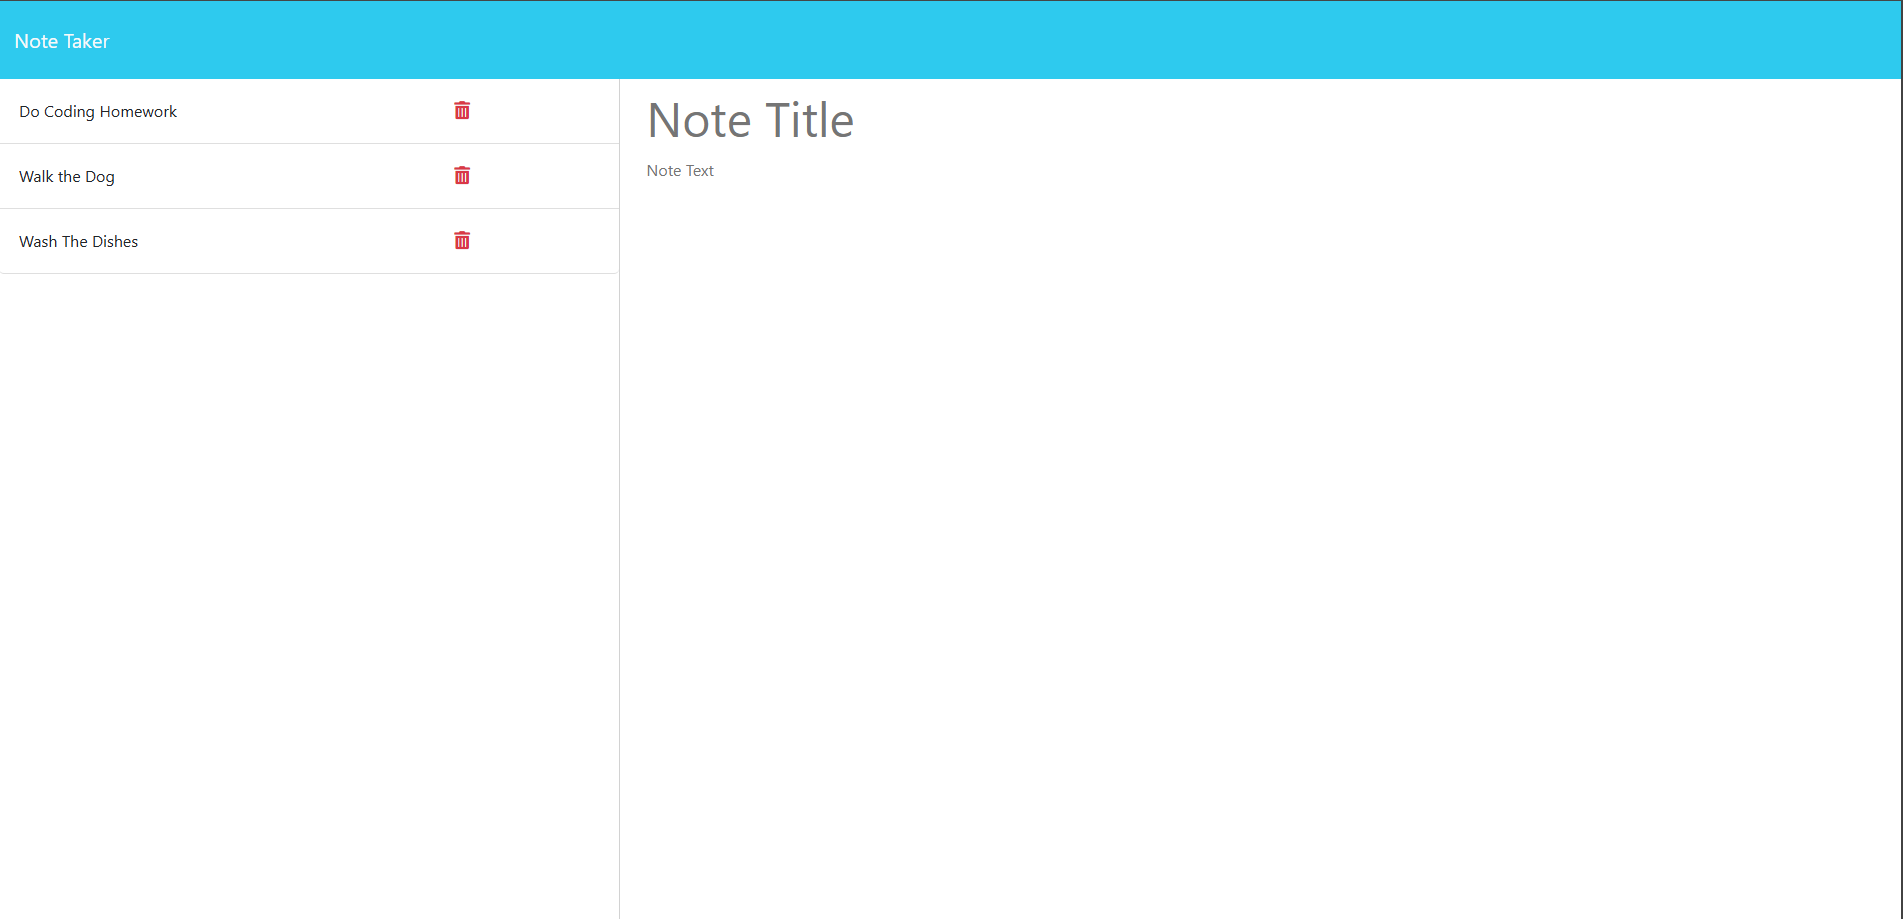 Note Taker
Do Coding Homework
Walk the Dog
Wash The Dishes
Note Title
Note Text